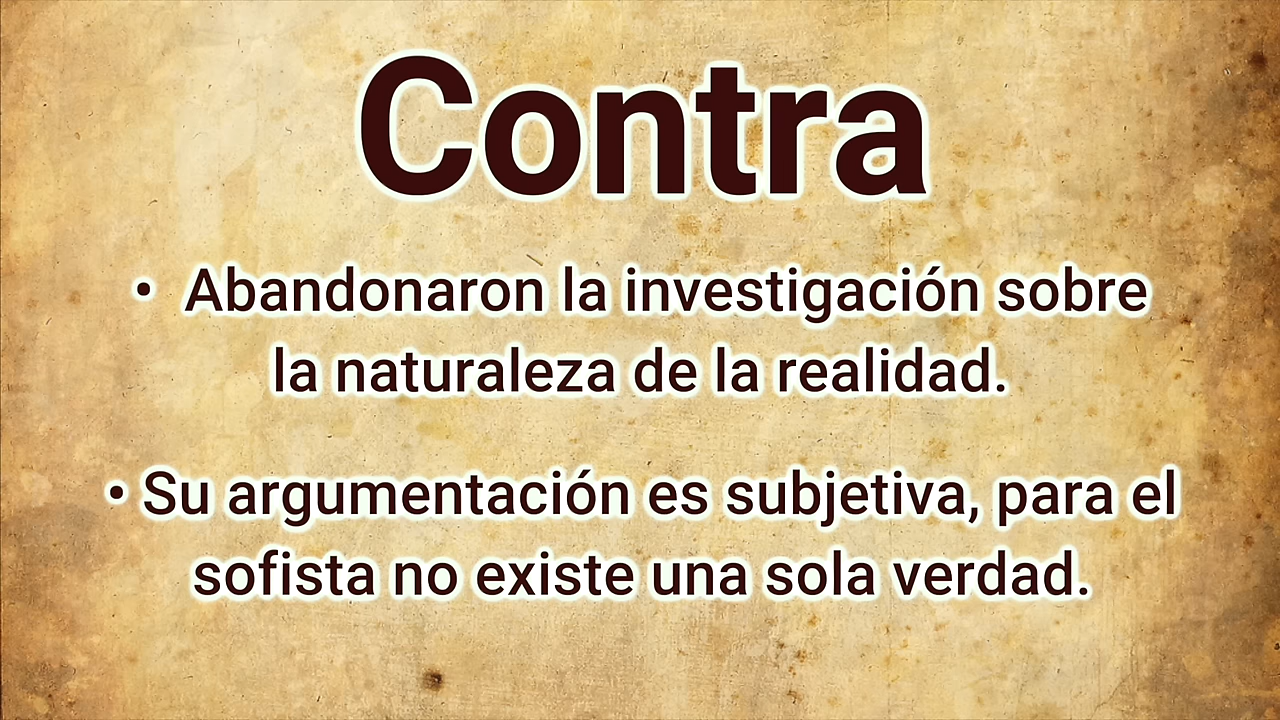 Contra
• Abandonaron la investigación sobre
la naturaleza de la realidad.
• Su argumentación es subjetiva, para el
sofista no existe una sola verdad.